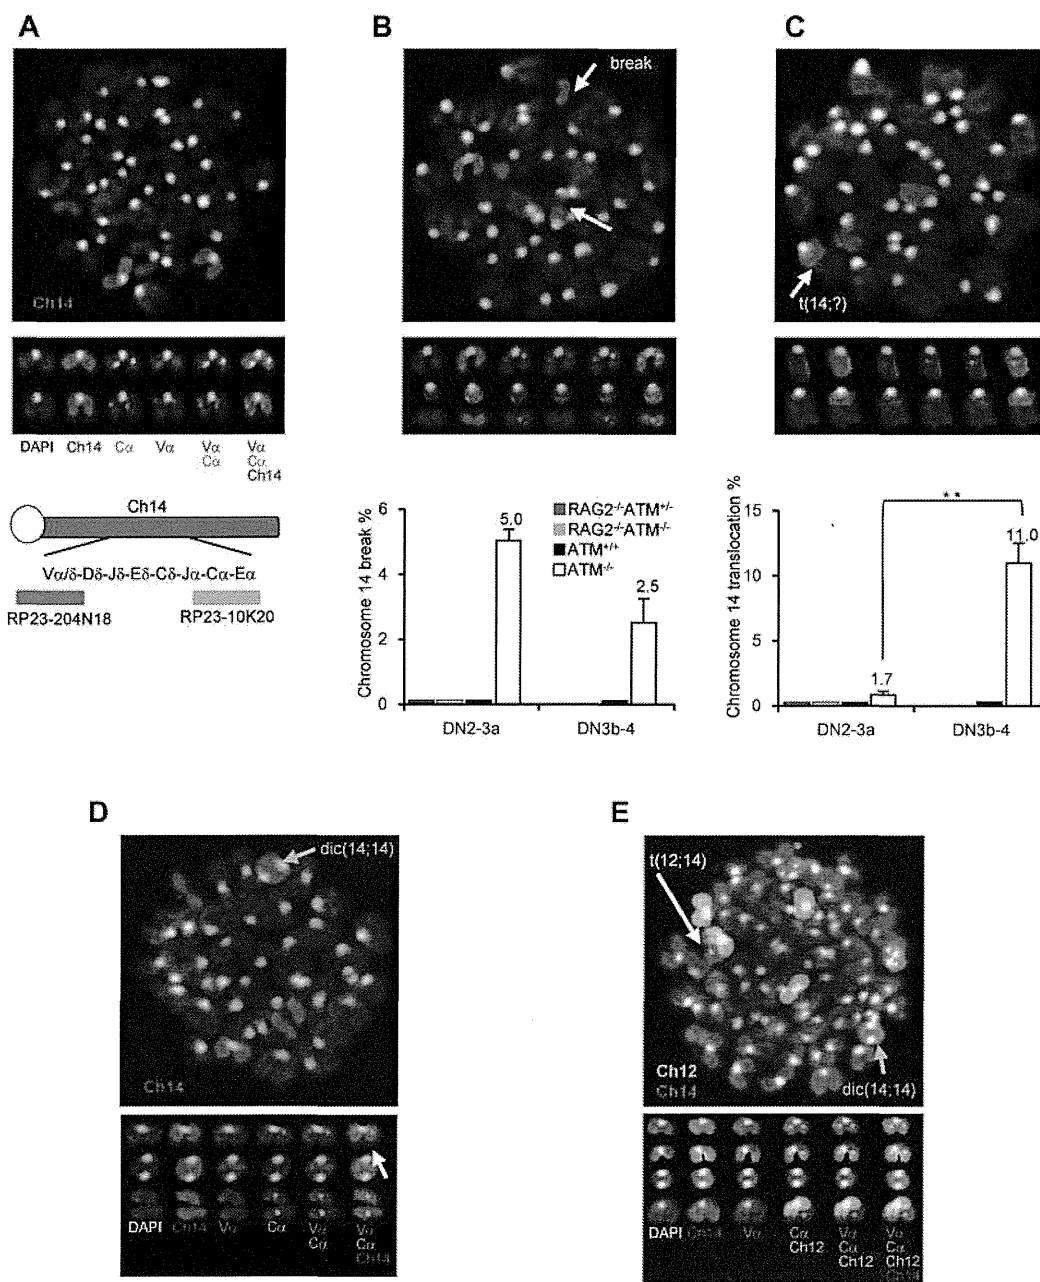 A
B
C
break
t(14;?)
Ch14
DAPI Ch14 Cα Vα Vα Vα
Cα Cα
Ch14
Ch14
Vα/δ-Dδ-Jδ-Eδ-Cδ-Jα-Cα-Eα
RP23-204N18 RP23-10K20
Chromosome 14 break %
6
4
2
0
5.0
2.5
RAG2-/-ATM+/-
RAG2-/-ATM-/-
ATM+/+
ATM-/-
DN2-3a DN3b-4
Chromosome 14 translocation %
15
10
5
0
**
1.7
11.0
DN2-3a DN3b-4
D
E
dic(14;14)
Ch14
DAPI Ch14 Vα Cα Vα Vα
Cα Cα
Ch14
t(12;14)
Ch12
Ch14
dic(14;14)
DAPI Ch14 Vα Cα Vα Vα
Ch12 Cα Cα
Ch12 Ch12
Ch14